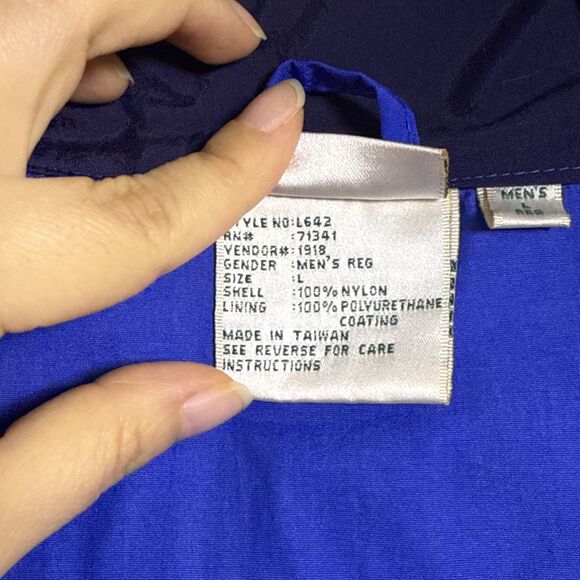 STYLE NO:L642
RN# :71341
VENDOR#:1918
GENDER :MEN'S REG
SIZE :L
SHELL :100% NYLON
LINING :100% POLYURETHANE
COATING
MADE IN TAIWAN
SEE REVERSE FOR CARE
INSTRUCTIONS
MEN'S
L
REG